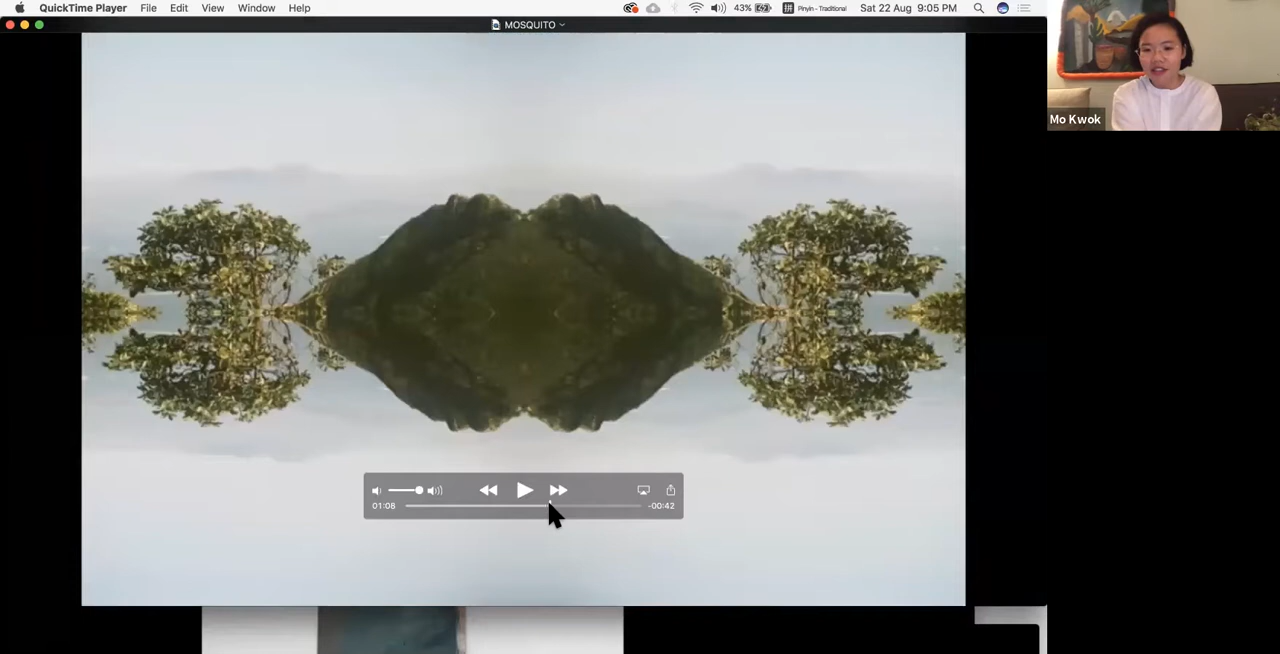 QuickTime Player File Edit View Window Help 43% Pinyin - Traditional Sat 22 Aug 9:05 PM
MOSQUITO
Mo Kwok
01:08 -00:42